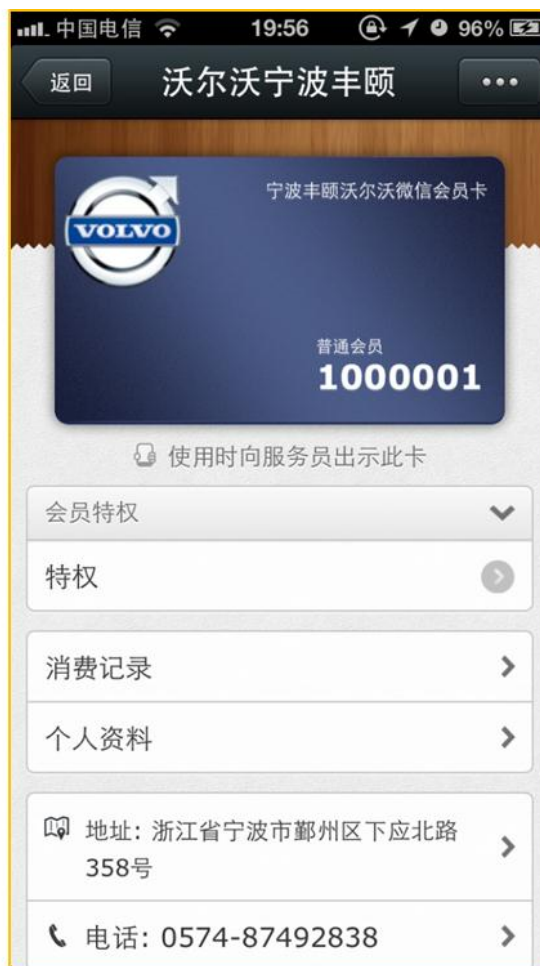 中国电信 19:56 96%
返回 沃尔沃宁波丰颐
宁波丰颐沃尔沃微信会员卡
VOLVO
普通会员
1000001
使用时向服务员出示此卡
会员特权
特权
消费记录
个人资料
地址: 浙江省宁波市鄞州区下应北路
358号
电话: 0574-87492838